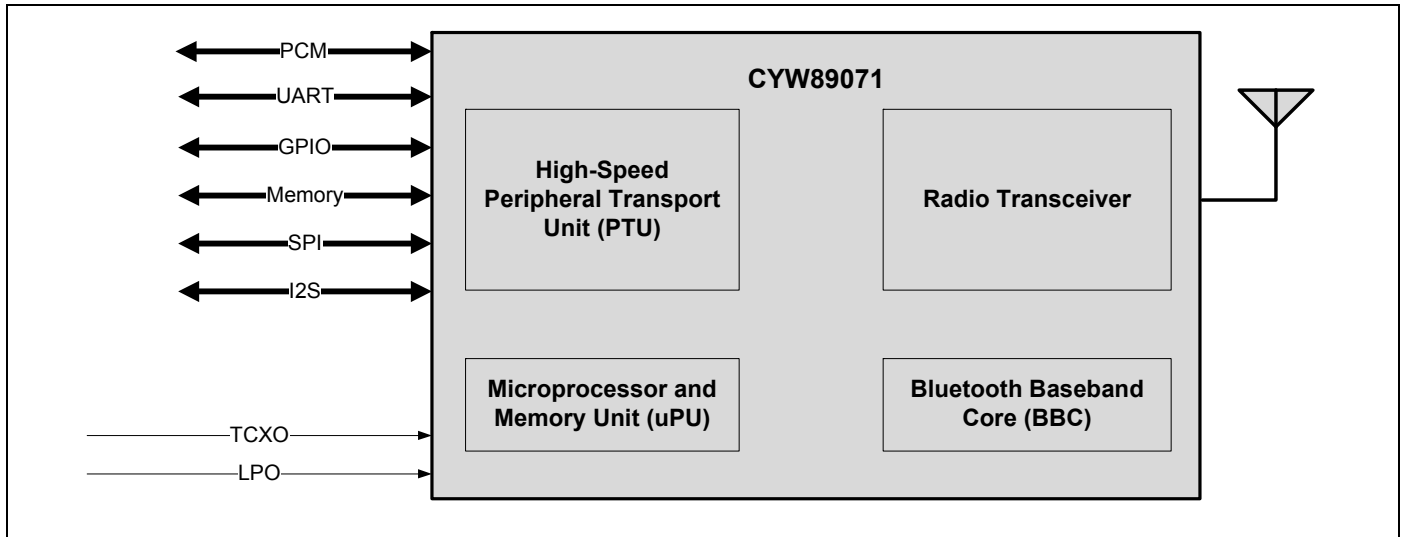 PCM
UART
GPIO
Memory
SPI
I2S
TCXO
LPO
CYW89071
High-Speed
Peripheral Transport
Unit (PTU)
Radio Transceiver
Microprocessor and
Memory Unit (uPU)
Bluetooth Baseband
Core (BBC)